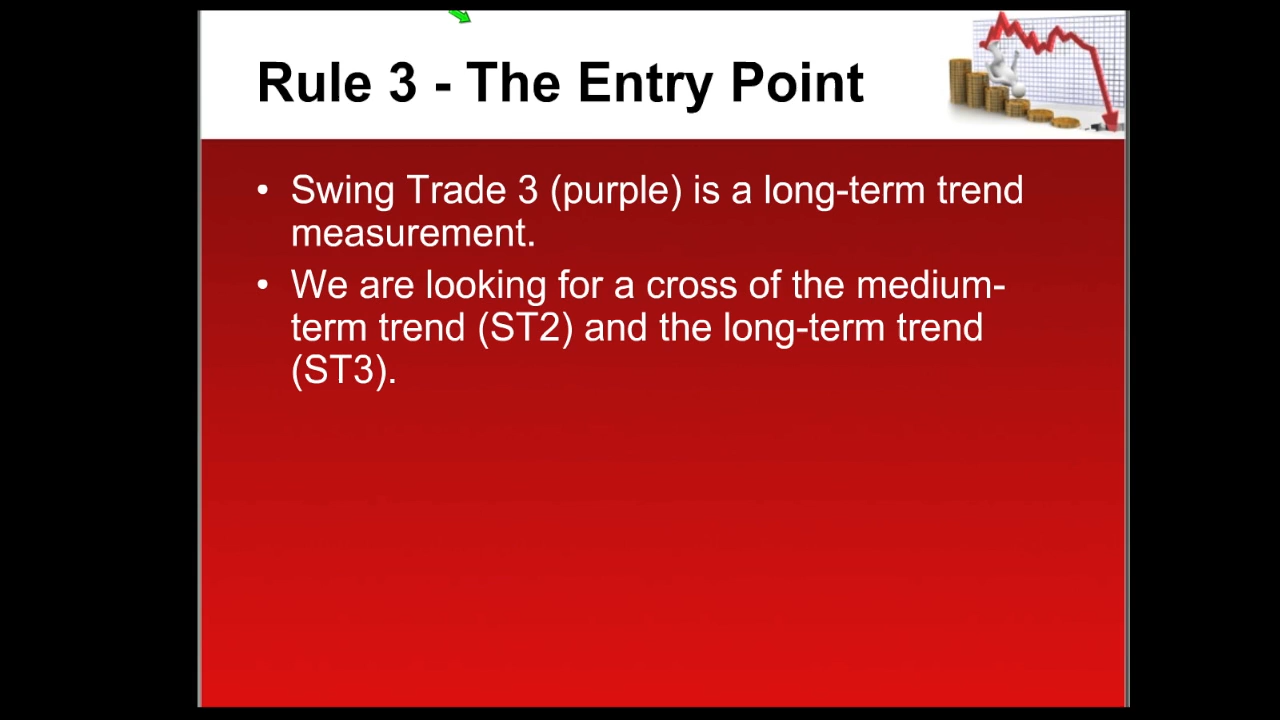 Rule 3 - The Entry Point
• Swing Trade 3 (purple) is a long-term trend
measurement.
• We are looking for a cross of the medium-
term trend (ST2) and the long-term trend
(ST3).